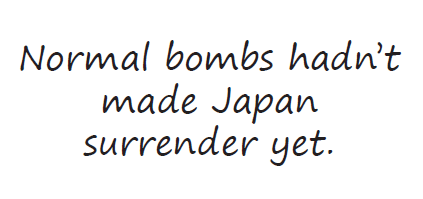 Normal bombs hadn’t
made Japan
surrender yet.